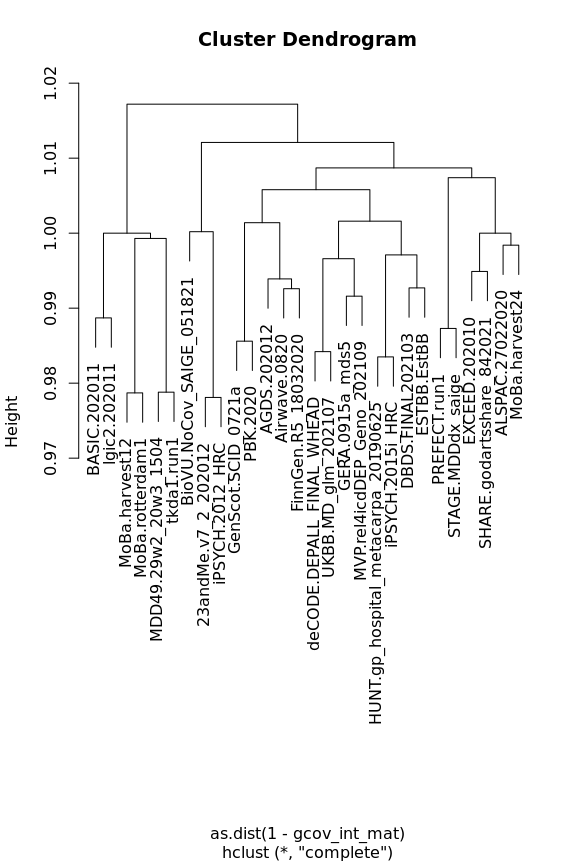 Cluster Dendrogram
Height
1.02
1.01
1.00
0.99
0.98
0.97
BASIC.202011
lgic2.202011
MoBa.harvest12
MoBa.rotterdam1
MDD49.29w2_20w3_1504
tkda1.run1
BioVU.NoCov_SAIGE_051821
23andMe.v7_2_202012
iPSYCH.2012_HRC
GenScot.SCID_0721a
PBK.2020
AGDS.202012
Airwave.0820
FinnGen.R5_18032020
deCODE.DEPALL_FINAL_WHEAD
UKBB.MD_glm_202107
GERA.0915a_mds5
MVP.rel4icdDEP_Geno_202109
HUNT.gp_hospital_metacarpa_20190625
iPSYCH.2015i_HRC
DBDS.FINAL202103
ESTBB.EstBB
PREFECT.run1
STAGE.MDDdx_saige
EXCEED.202010
SHARE.godartsshare_842021
ALSPAC.27022020
MoBa.harvest24
as.dist(1 - gcov_int_mat)
hclust (*, "complete")